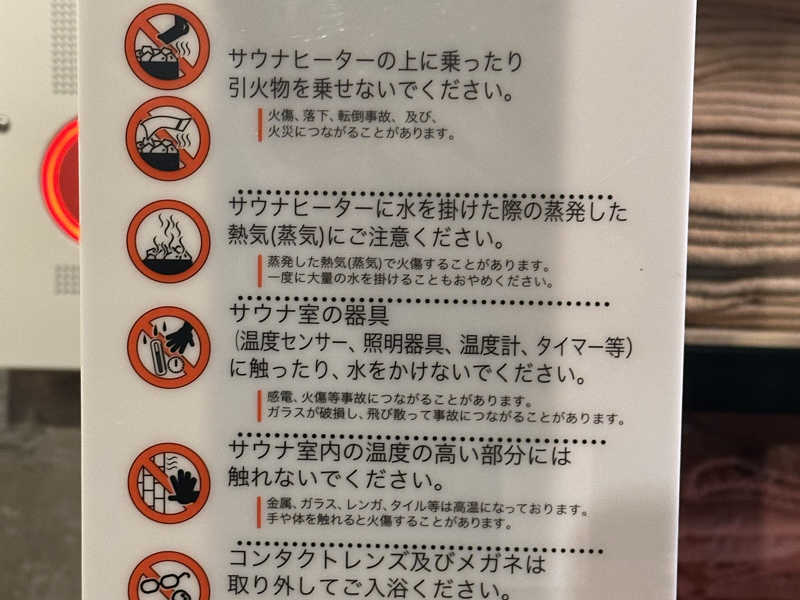 サウナヒーターの上に乗ったり
引火物を乗せないでください。
火傷、落下、転倒事故、及び、
火災につながることがあります。
サウナヒーターに水を掛けた際の蒸発した
熱気(蒸気)にご注意ください。
蒸発した熱気(蒸気)で火傷することがあります。
一度に大量の水を掛けることもおやめください。
サウナ室の器具
(温度センサー、照明器具、温度計、タイマー等)
に触ったり、水をかけないでください。
感電、火傷等事故につながることがあります。
ガラスが破損し、飛び散って事故につながることがあります。
サウナ室内の温度の高い部分には
触れないでください。
金属、ガラス、レンガ、タイル等は高温になっております。
手や体を触れると火傷することがあります。
コンタクトレンズ及びメガネは
取り外してご入浴ください。